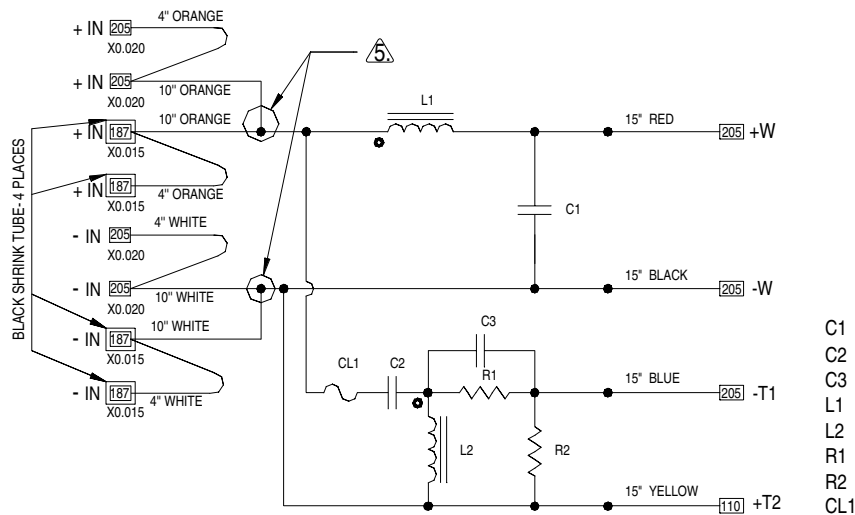 4" ORANGE
+ IN 205
X0.020
5.
+ IN 205
X0.020
10" ORANGE
10" ORANGE
L1
15" RED
+ IN 187
X0.015
205 +W
+ IN 187
X0.015
4" ORANGE
BLACK SHRINK TUBE-4 PLACES
4" WHITE
C1
- IN 205
X0.020
15" BLACK
- IN 205
X0.020
10" WHITE
205 -W
10" WHITE
- IN 187
X0.015
C3
CL1
C2
R1
15" BLUE
- IN 187
X0.015
4" WHITE
205 -T1
L2
R2
15" YELLOW
110 +T2
C1
C2
C3
L1
L2
R1
R2
CL1